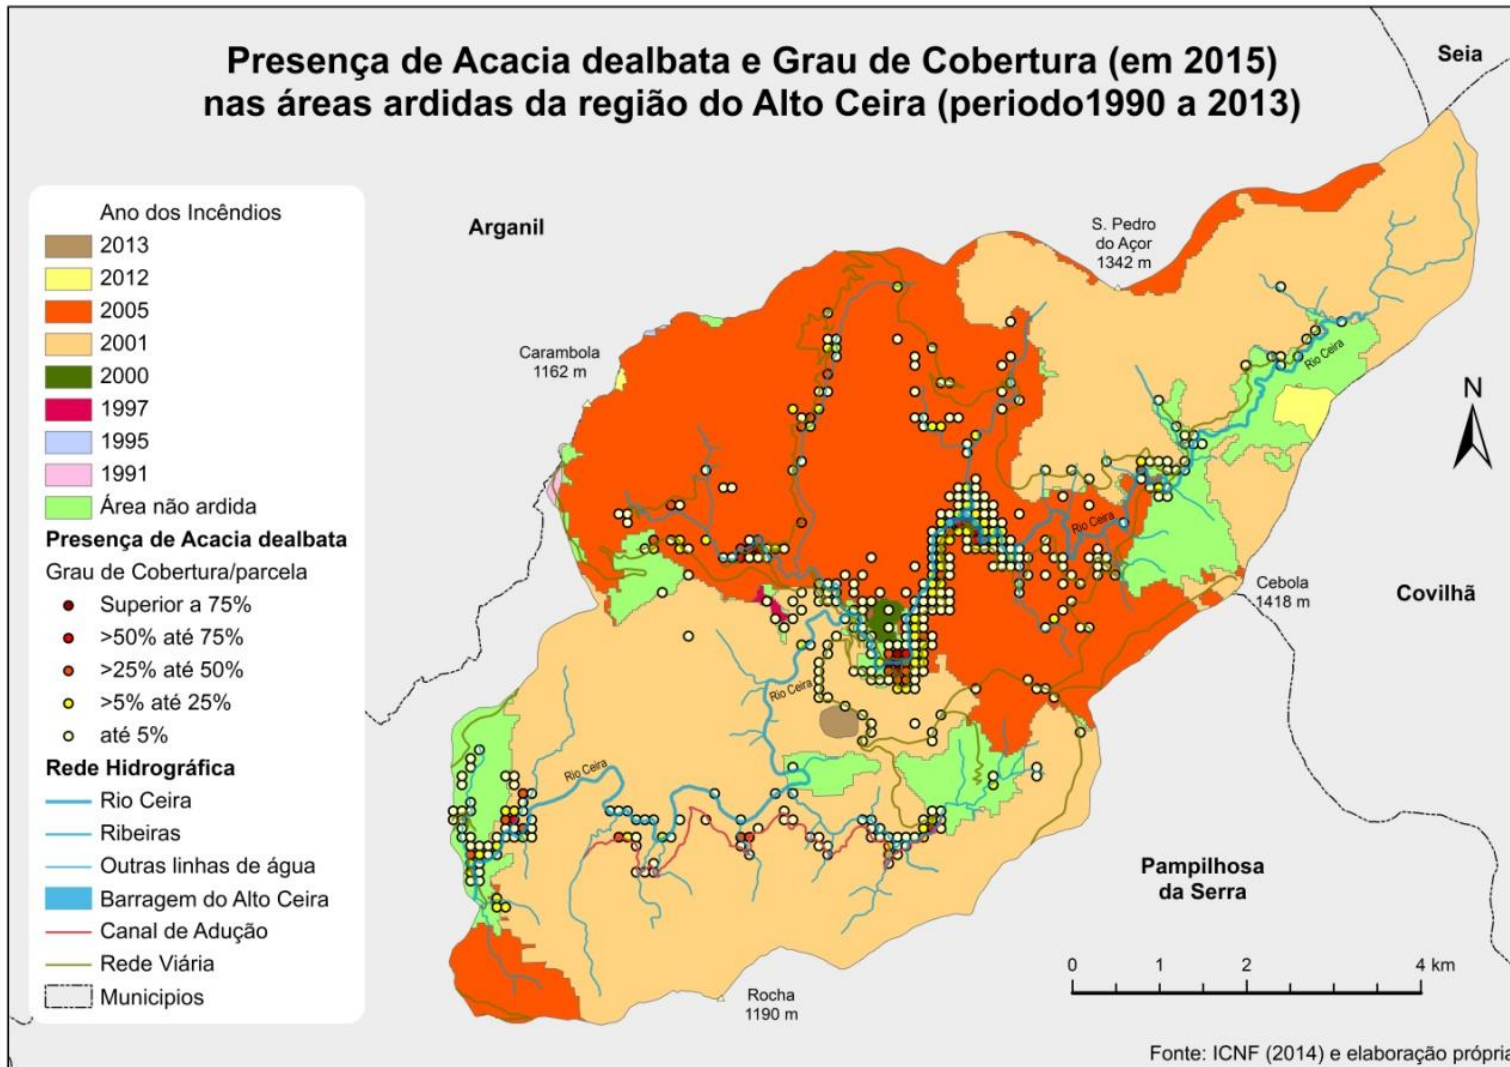 Presença de Acacia dealbata e Grau de Cobertura (em 2015)
nas áreas ardidas da região do Alto Ceira (periodo1990 a 2013)
Seia
Arganil
S. Pedro
do Açor
1342 m
Carambola
1162 m
Rio Ceira
N
Rio Ceira
Cebola
1418 m
Covilhã
Rio Ceira
Rio Ceira
Pampilhosa
da Serra
Rocha
1190 m
Ano dos Incêndios
2013
2012
2005
2001
2000
1997
1995
1991
Área não ardida
Presença de Acacia dealbata
Grau de Cobertura/parcela
Superior a 75%
>50% até 75%
>25% até 50%
>5% até 25%
até 5%
Rede Hidrográfica
Rio Ceira
Ribeiras
Outras linhas de água
Barragem do Alto Ceira
Canal de Adução
Rede Viária
Municipios
0 1 2 4 km
Fonte: ICNF (2014) e elaboração própria